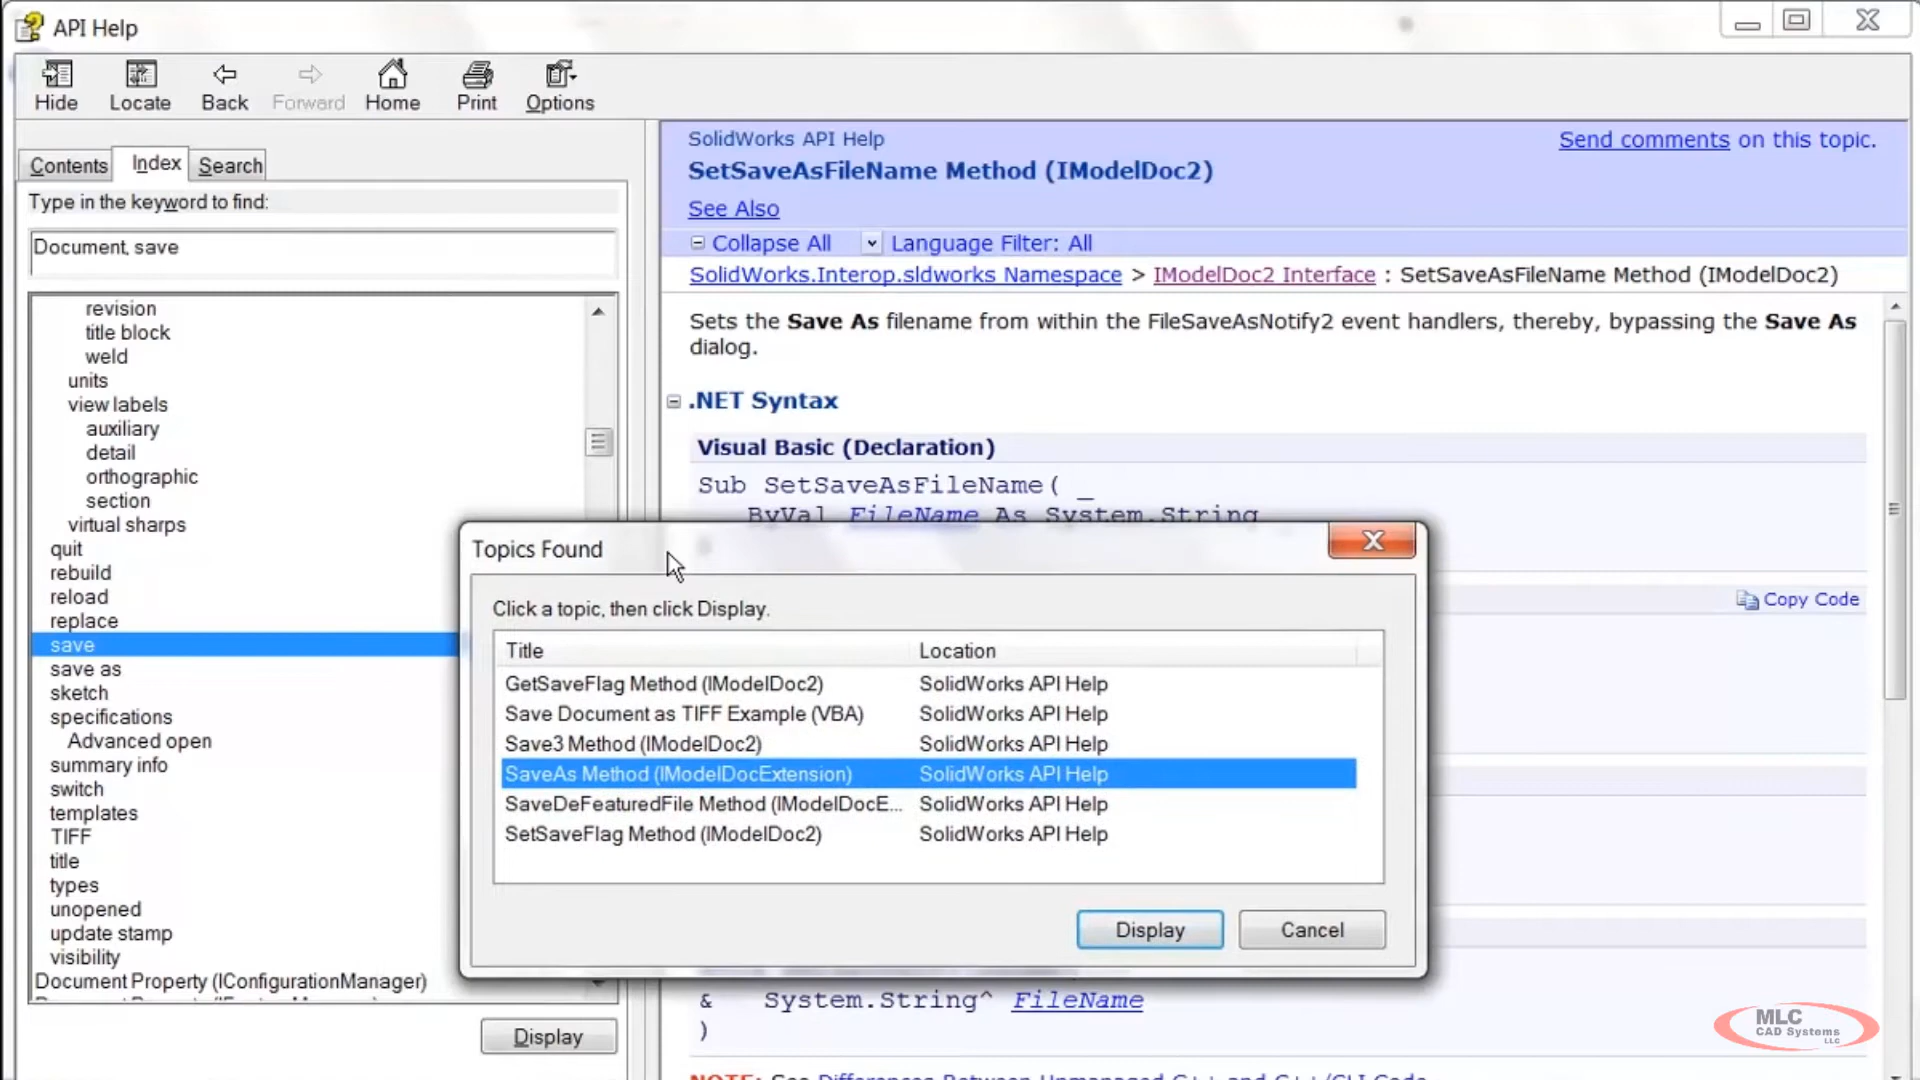 API Help
Hide Locate Back Forward Home Print Options
Contents Index Search
Type in the keyword to find:
Document, save
revision
title block
weld
units
view labels
auxiliary
detail
orthographic
section
virtual sharps
quit
rebuild
reload
replace
save
save as
sketch
specifications
Advanced open
summary info
switch
templates
TIFF
title
types
unopened
update stamp
visibility
Document Property (IConfigurationManager)
Display
SolidWorks API Help
Send comments on this topic.
SetSaveAsFileName Method (IModelDoc2)
See Also
Collapse All Language Filter: All
SolidWorks.Interop.sldworks Namespace > IModelDoc2 Interface : SetSaveAsFileName Method (IModelDoc2)
Sets the Save As filename from within the FileSaveAsNotify2 event handlers, thereby, bypassing the Save As
dialog.
.NET Syntax
Visual Basic (Declaration)
Sub SetSaveAsFileName( _
ByVal FileName As System.String
Copy Code
Topics Found
Click a topic, then click Display.
Title Location
GetSaveFlag Method (IModelDoc2) SolidWorks API Help
Save Document as TIFF Example (VBA) SolidWorks API Help
Save3 Method (IModelDoc2) SolidWorks API Help
SaveAs Method (IModelDocExtension) SolidWorks API Help
SaveDeFeaturedFile Method (IModelDocE... SolidWorks API Help
SetSaveFlag Method (IModelDoc2) SolidWorks API Help
Display Cancel
& System.String^ FileName
)
NOTE: See Differences Between Unmanaged C++ and C++/CLI Code
MLC
CAD Systems
LLC